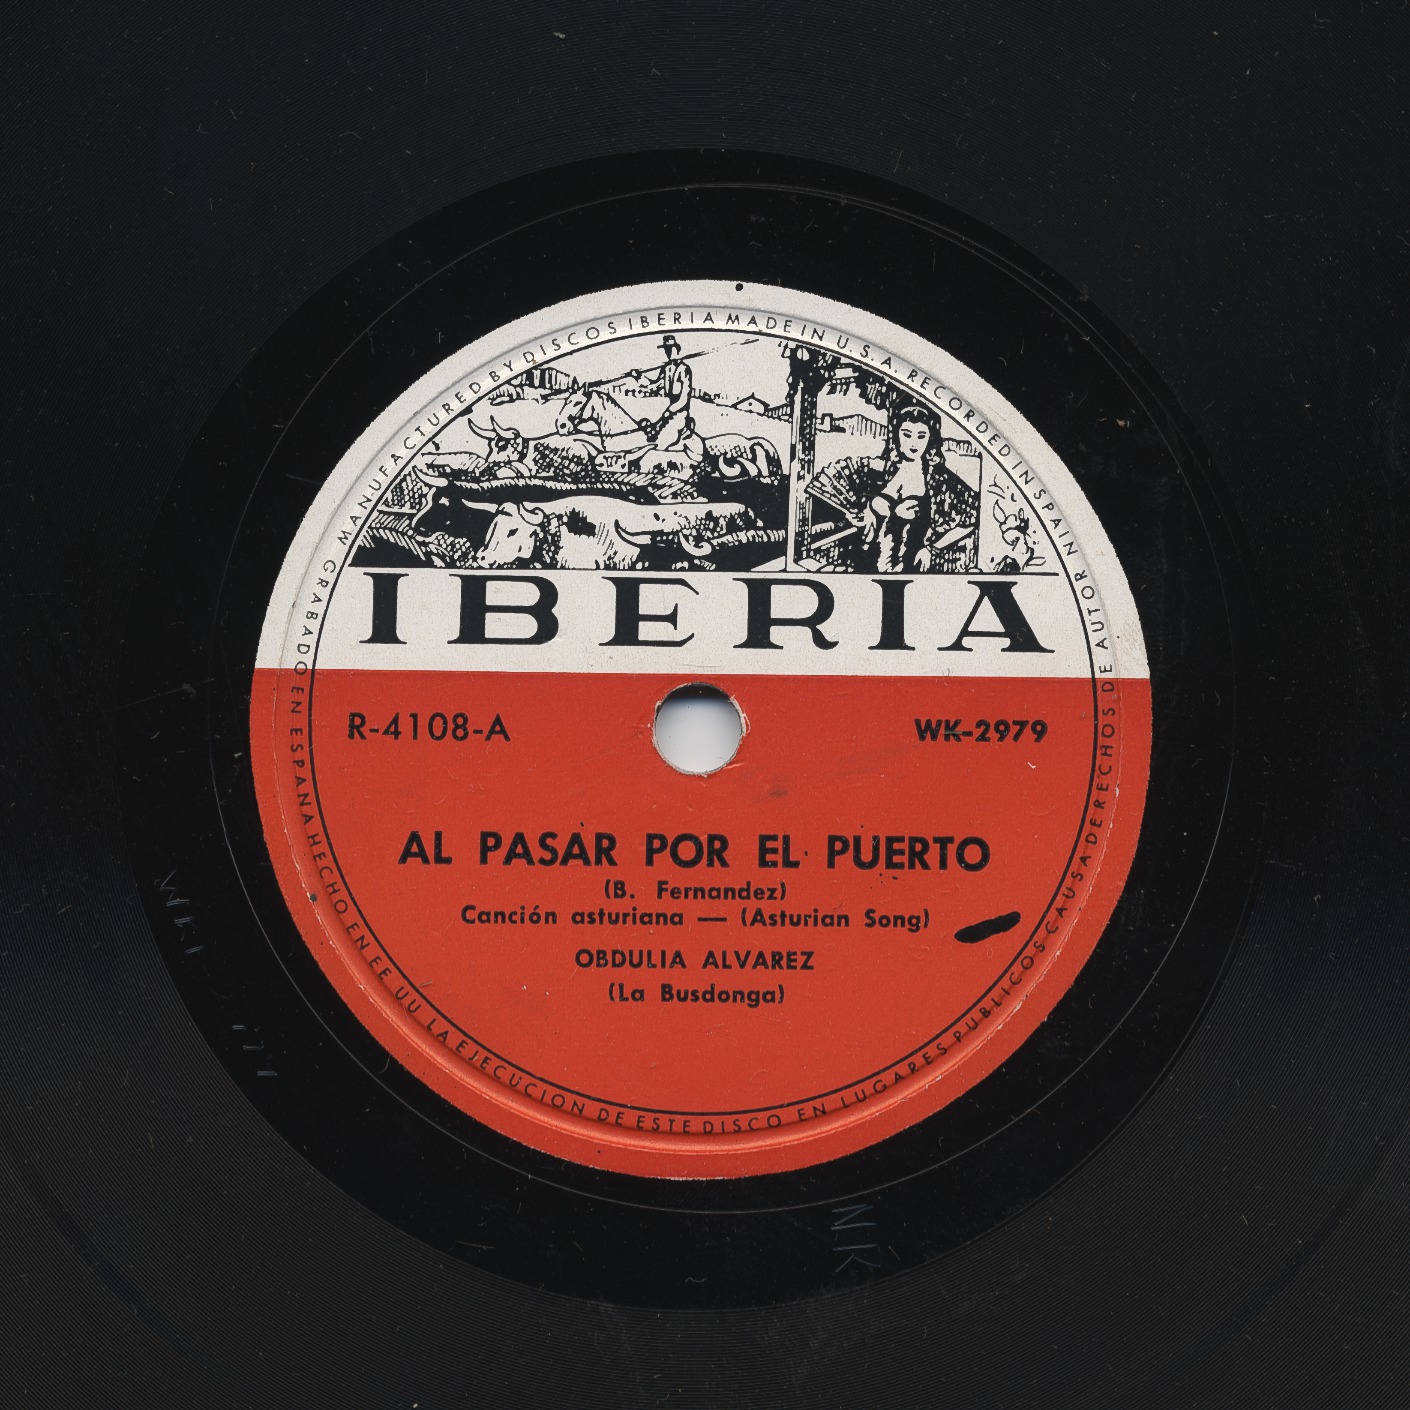 MANUFACTURED BY DISCOS IBERIA MADE IN U.S.A. RECORDED IN SPAIN
IBERIA
R-4108-A
WK-2979
AL PASAR POR EL PUERTO
(B. Fernandez)
Canción asturiana — (Asturian Song)
OBDULIA ALVAREZ
(La Busdonga)
GRABADO EN ESPANA HECHO EN EE UU LA EJECUCION DE ESTE DISCO EN LUGARES PUBLICOS CAUSA DERECHOS DE AUTOR